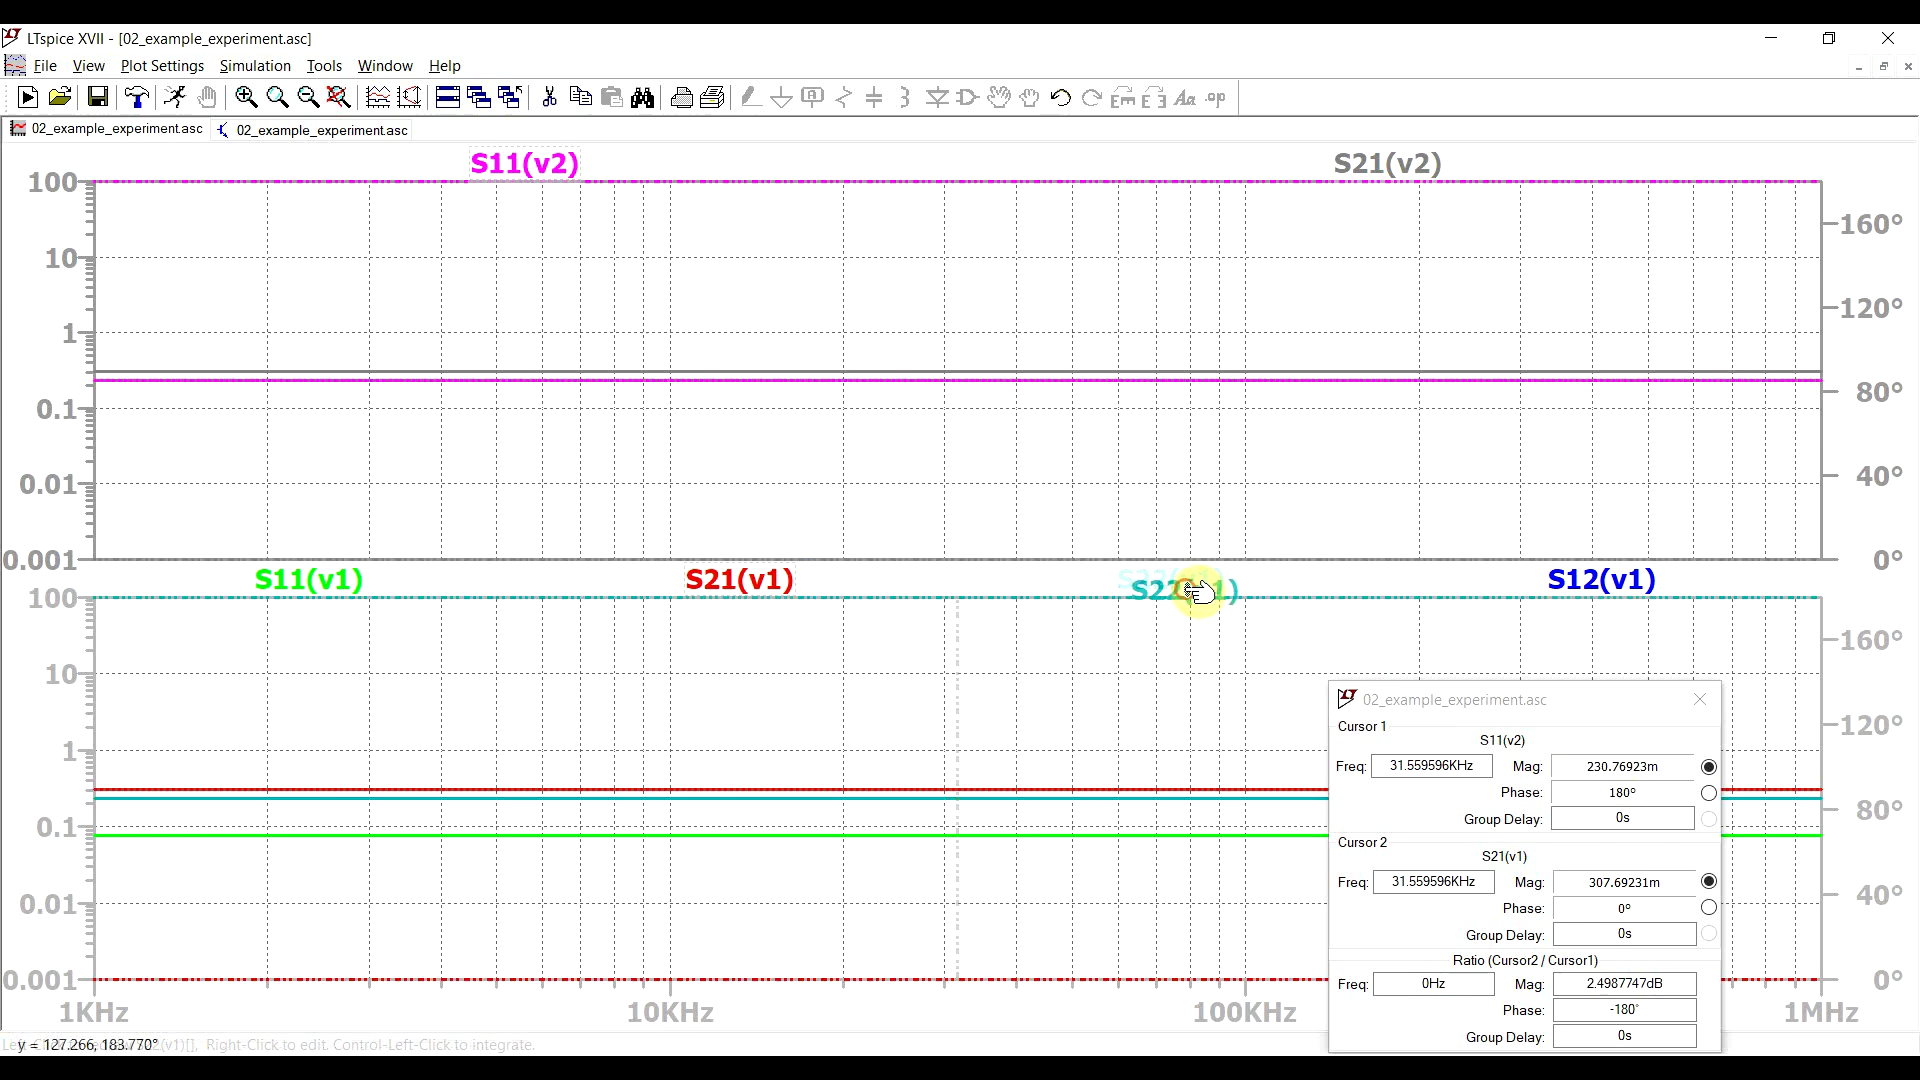 LTspice XVII - [02_example_experiment.asc]
File View Plot Settings Simulation Tools Window Help
02_example_experiment.asc 02_example_experiment.asc
S11(v2) S21(v2)
100
10
1
0.1
0.01
0.001
160°
120°
80°
40°
0°
S11(v1) S21(v1) S22(v1) S12(v1)
100
10
1
0.1
0.01
0.001
160°
120°
80°
40°
0°
1KHz 10KHz 100KHz 1MHz
02_example_experiment.asc
Cursor 1
S11(v2)
Freq: 31.559596KHz Mag: 230.76923m
Phase: 180°
Group Delay: 0s
Cursor 2
S21(v1)
Freq: 31.559596KHz Mag: 307.69231m
Phase: 0°
Group Delay: 0s
Ratio (Cursor2 / Cursor1)
Freq: 0Hz Mag: 2.4987747dB
Phase: -180°
Group Delay: 0s
y = 127.266, 183.770° Right-Click to edit. Control-Left-Click to integrate.